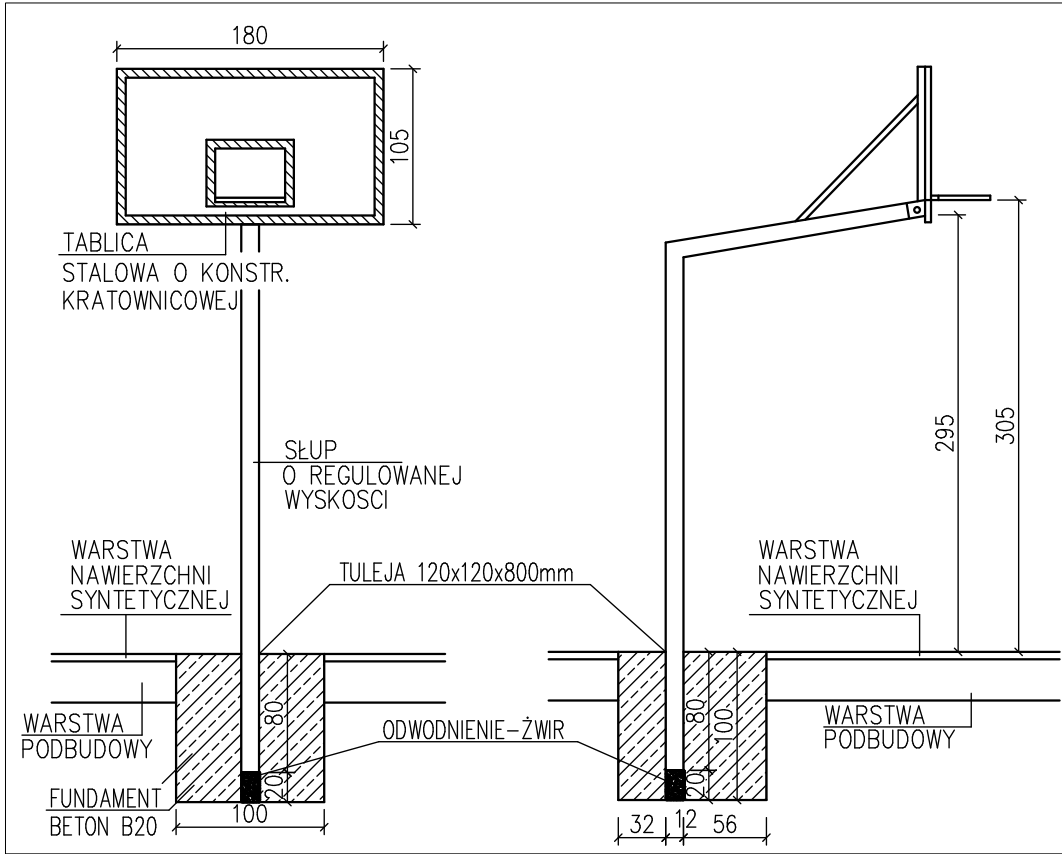 180
105
TABLICA
STALOWA O KONSTR.
KRATOWNICOWEJ
SŁUP
O REGULOWANEJ
WYSKOSCI
295
305
WARSTWA
NAWIERZCHNI
SYNTETYCZNEJ
TULEJA 120x120x800mm
WARSTWA
NAWIERZCHNI
SYNTETYCZNEJ
80
80
100
WARSTWA
PODBUDOWY
ODWODNIENIE-ŻWIR
WARSTWA
PODBUDOWY
20
20
FUNDAMENT
BETON B20
100
32
12
56